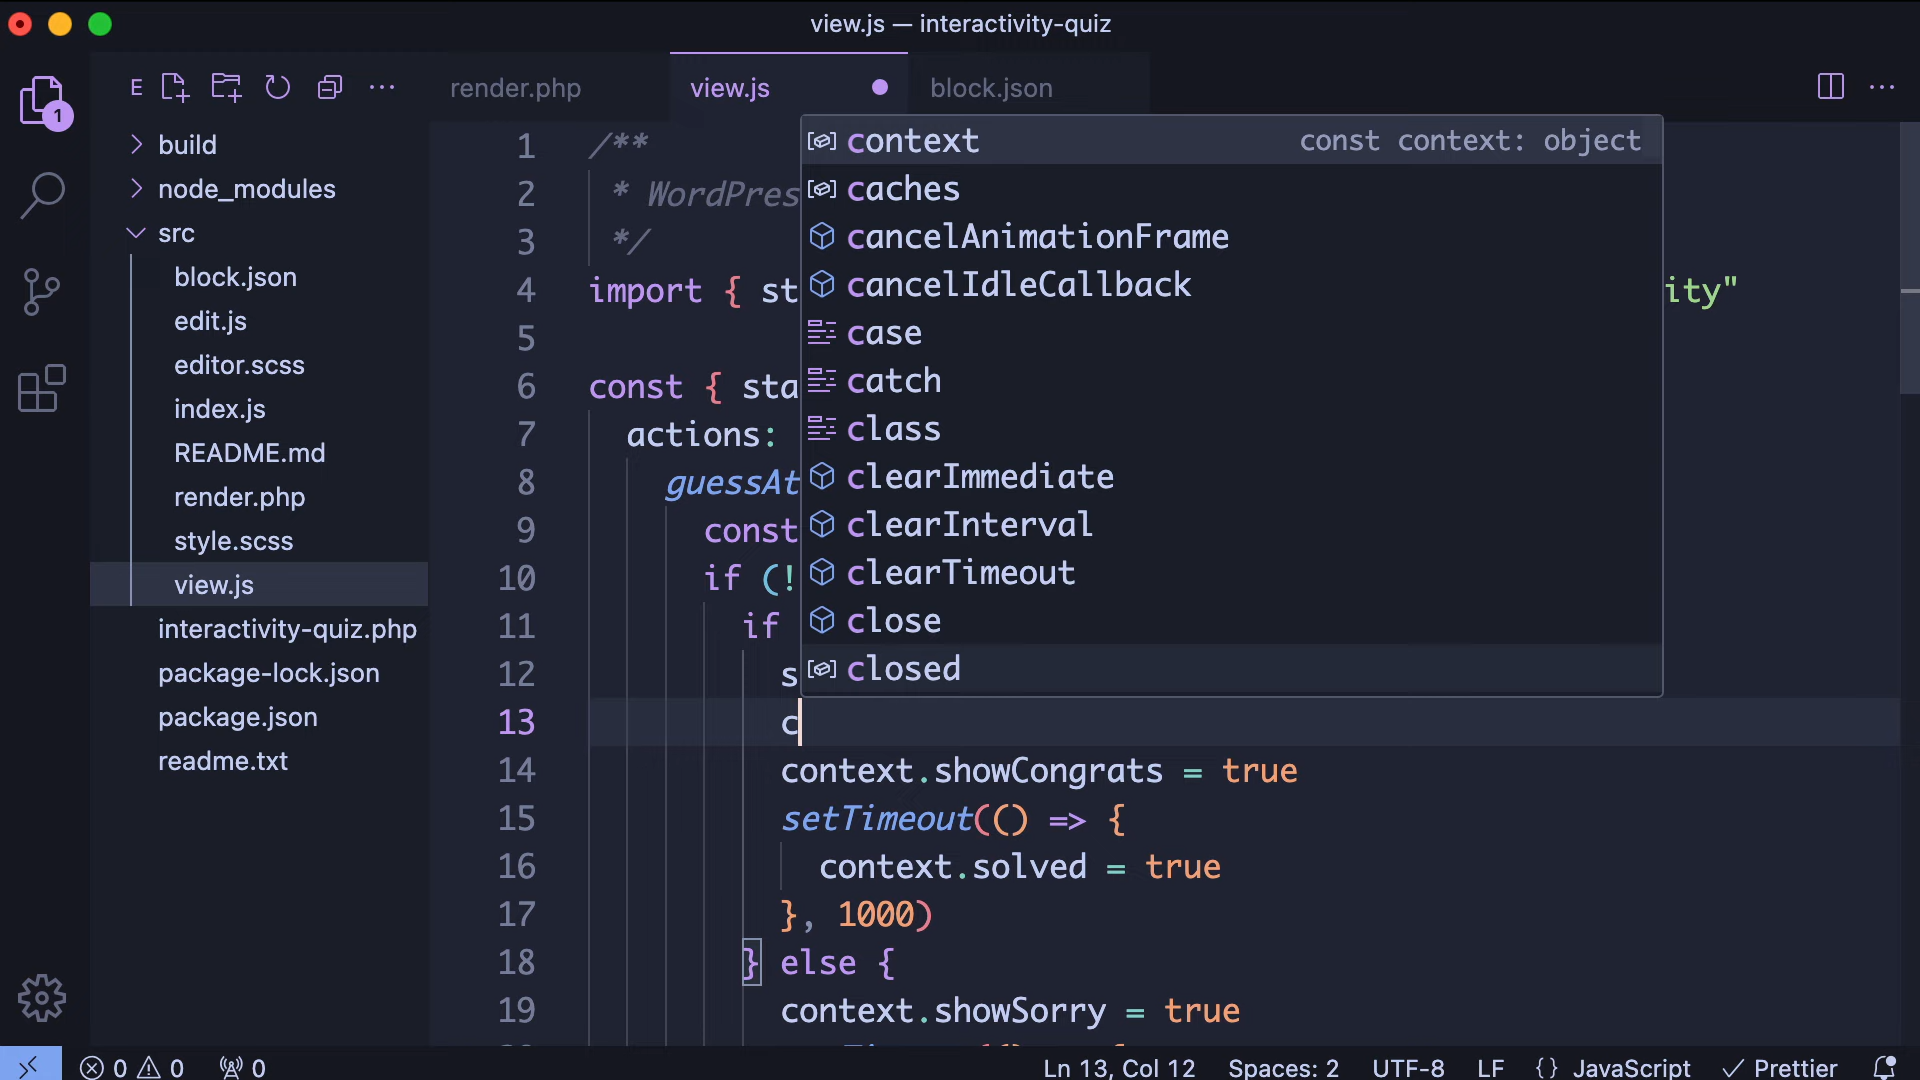 view.js — interactivity-quiz
E
render.php
view.js
block.json
1
build
node_modules
src
block.json
edit.js
editor.scss
index.js
README.md
render.php
style.scss
view.js
interactivity-quiz.php
package-lock.json
package.json
readme.txt
1 /**
2 * WordPres
3 */
4 import { st ity"
5
6 const { sta
7 actions:
8 guessAt
9 const
10 if (!
11 if
12 s
13 c
14 context.showCongrats = true
15 setTimeout(() => {
16 context.solved = true
17 }, 1000)
18 } else {
19 context.showSorry = true
context const context: object
caches
cancelAnimationFrame
cancelIdleCallback
case
catch
class
clearImmediate
clearInterval
clearTimeout
close
closed
0 0 0 Ln 13, Col 12 Spaces: 2 UTF-8 LF {} JavaScript ✓ Prettier